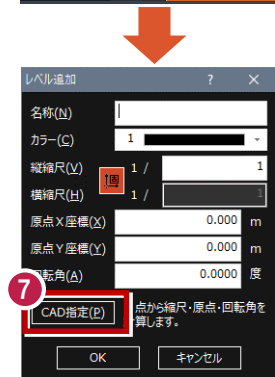 レベル追加 ? ×
名称(N)
カラー(C) 1
縦縮尺(V) 1 / 1
横縮尺(H) 1 / 1
原点X座標(X) 0.000 m
原点Y座標(Y) 0.000 m
転角(A) 0.0000 度
7
CAD指定(P) 点から縮尺・原点・回転角を
算します。
OK キャンセル